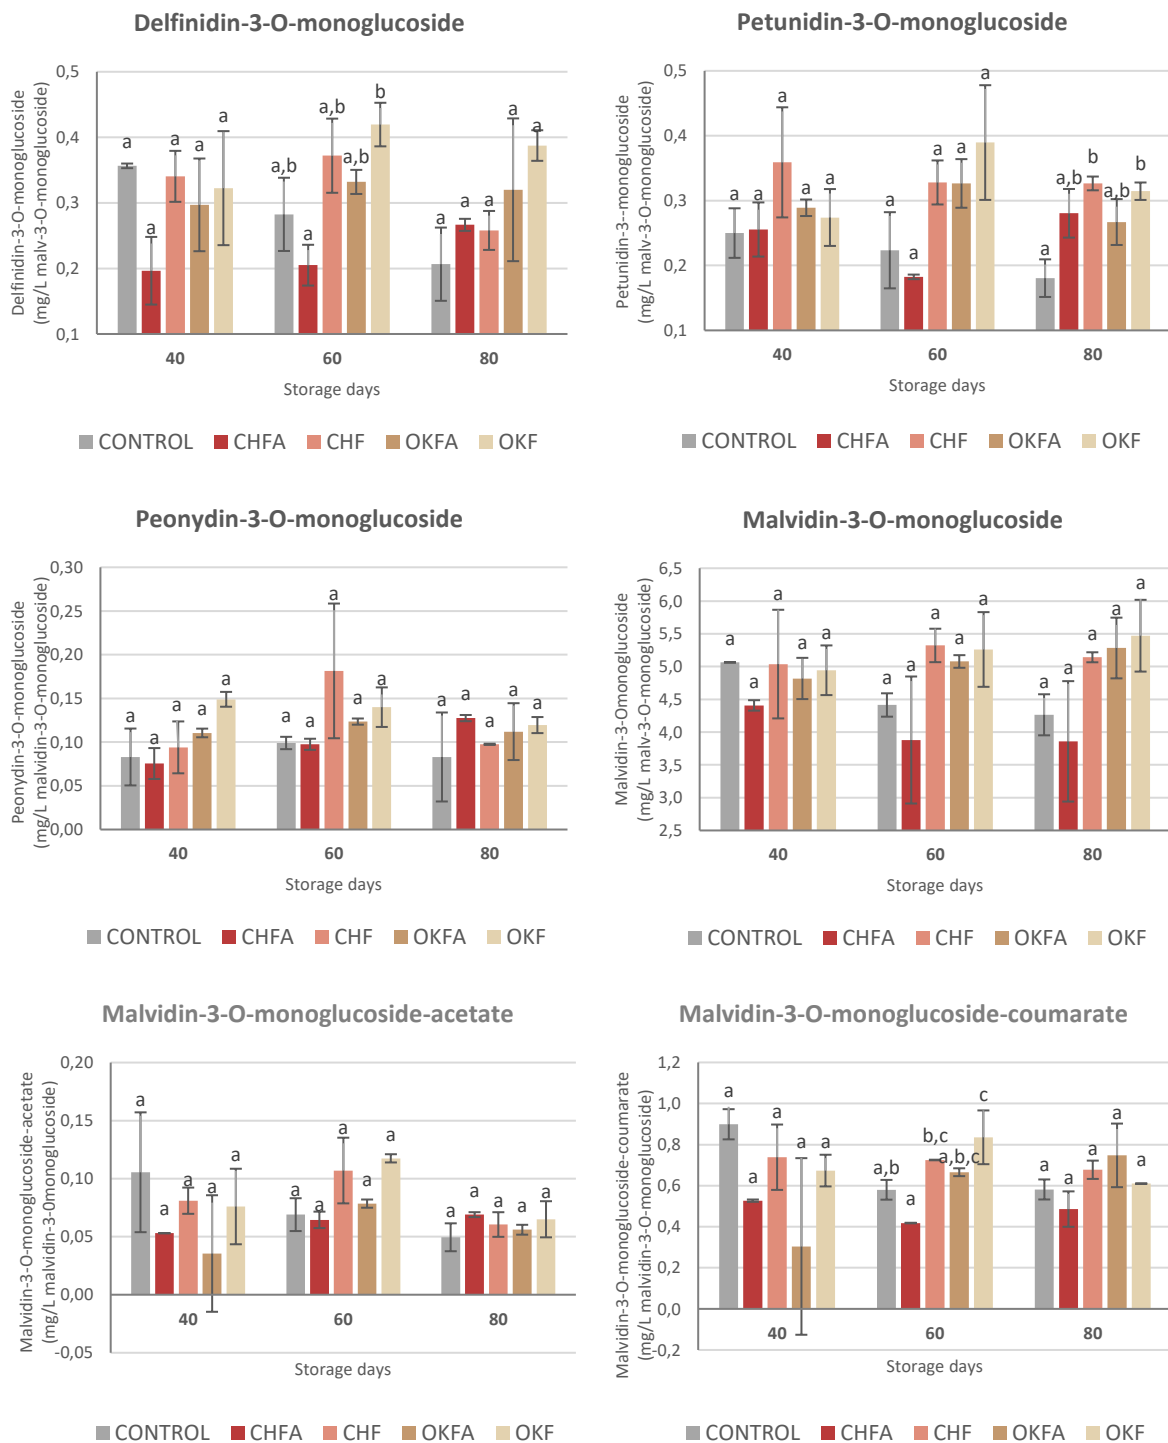 Delfinidin-3-O-monoglucoside
Delfinidin-3-O-monoglucoside
(mg/L malv-3-O-monoglucoside)
0,5
0,4
0,3
0,2
0,1
a a a a a
a,b a a,b a,b b
a a a a a
40 60 80
Storage days
CONTROL CHFA CHF OKFA OKF
Petunidin-3-O-monoglucoside
Petunidin-3--monoglucoside
(mg/L malv-3-O-monoglucoside)
0,5
0,4
0,3
0,2
0,1
a a a a a
a a a a a
a a,b b a,b b
40 60 80
Storage days
CONTROL CHFA CHF OKFA OKF
Peonydin-3-O-monoglucoside
Peonydin-3-O-monoglucoside
(mg/L malvidin-3-O-monoglucoside)
0,30
0,25
0,20
0,15
0,10
0,05
0,00
a a a a a
a a a a a
a a a a a
40 60 80
Storage days
CONTROL CHFA CHF OKFA OKF
Malvidin-3-O-monoglucoside
Malvidin-3-Omonoglucoside
(mg/L malv-3-O-monoglucoside)
6,5
6,0
5,5
5,0
4,5
4,0
3,5
3,0
2,5
a a a a a
a a a a a
a a a a a
40 60 80
Storage days
CONTROL CHFA CHF OKFA OKF
Malvidin-3-O-monoglucoside-acetate
Malvidin-3-O-monoglucoside-acetate
(mg/L malvidin-3-0monoglucoside)
0,20
0,15
0,10
0,05
0,00
-0,05
a a a a a
a a a a a
a a a a a
40 60 80
Storage days
CONTROL CHFA CHF OKFA OKF
Malvidin-3-O-monoglucoside-coumarate
Malvidin-3-O-monoglucoside-coumarate
(mg/L malvidin-3-O-monoglucoside)
1,2
1,0
0,8
0,6
0,4
0,2
0,0
-0,2
a a a a a
a,b a b,c a,b,c c
a a a a a
40 60 80
Storage days
CONTROL CHFA CHF OKFA OKF